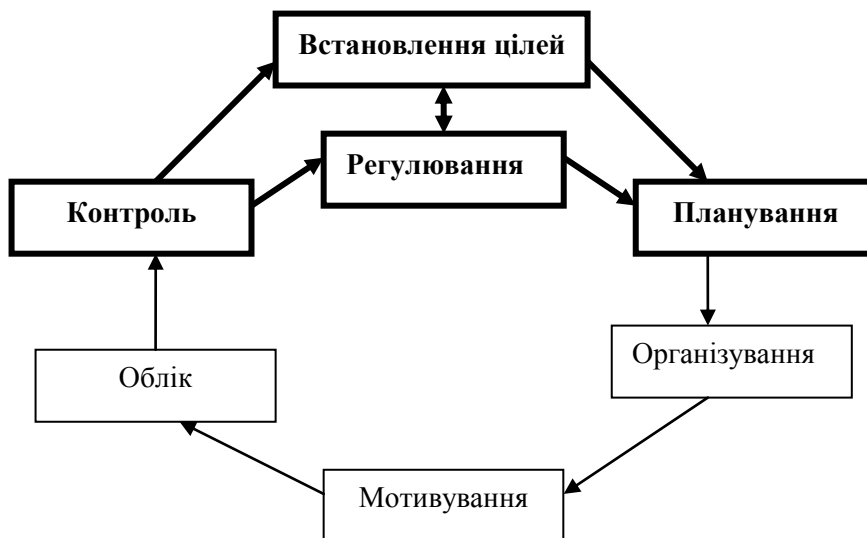 Встановлення цілей
Регулювання
Контроль
Планування
Організування
Облік
Мотивування